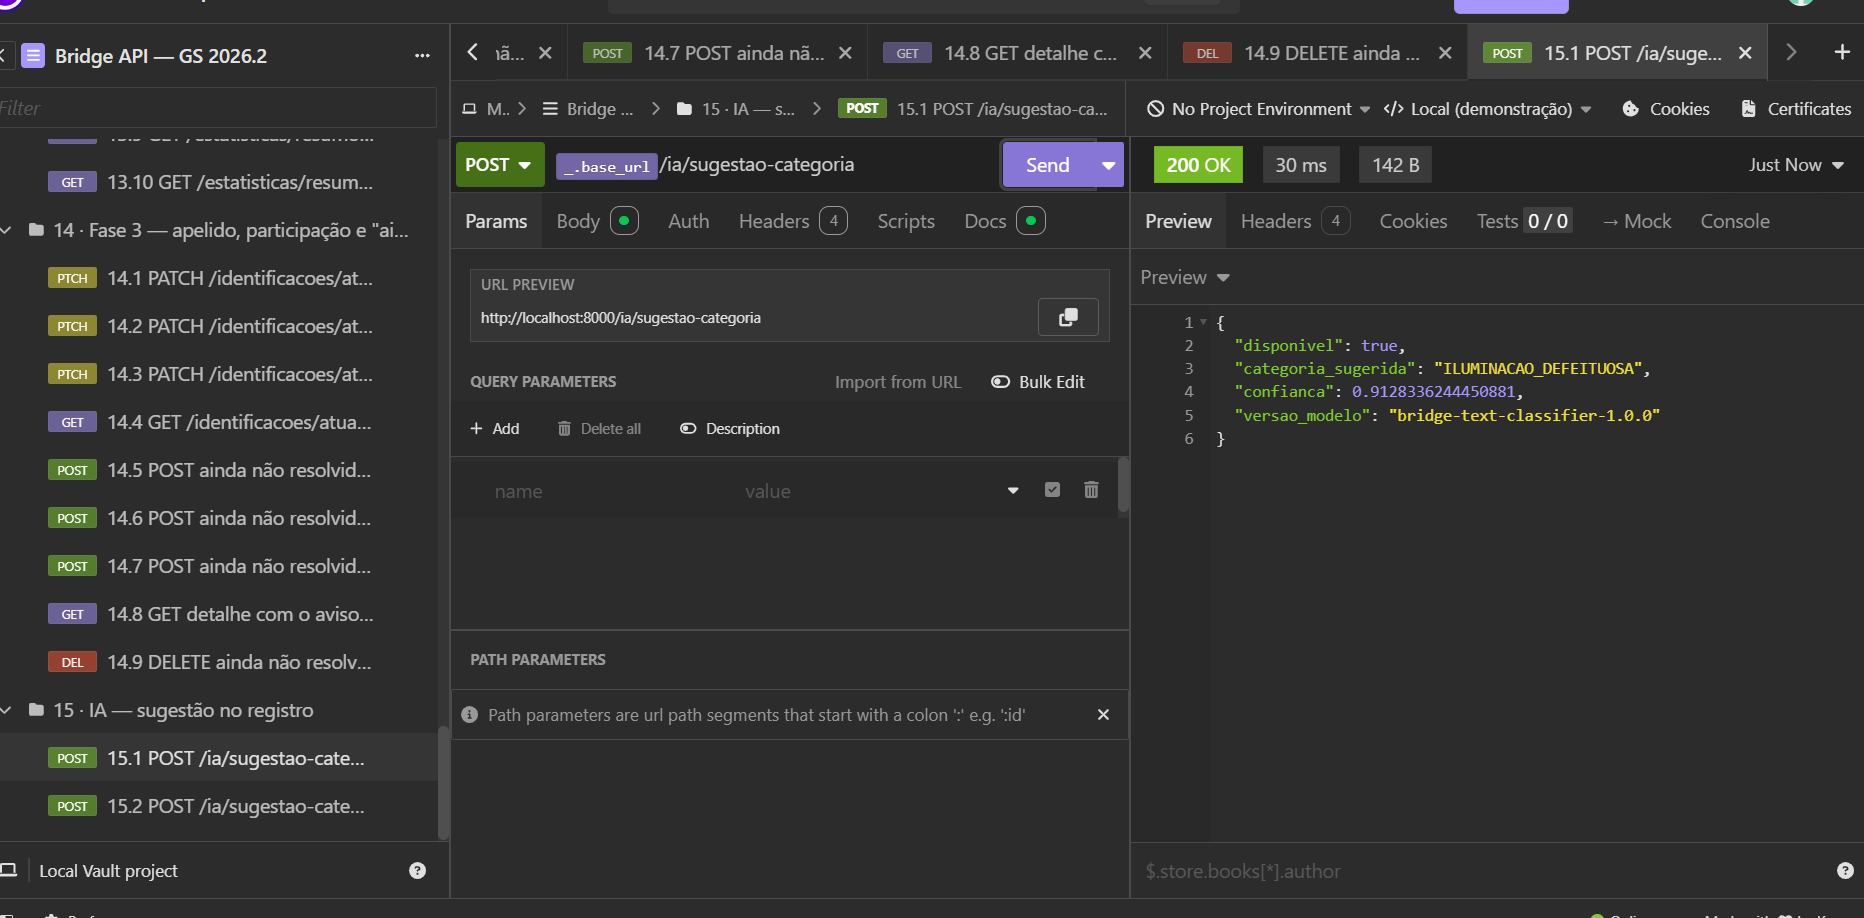 Bridge API — GS 2026.2
Filter
GET 13.10 GET /estatisticas/resum...
14 · Fase 3 — apelido, participação e "ai...
PTCH 14.1 PATCH /identificacoes/at...
PTCH 14.2 PATCH /identificacoes/at...
PTCH 14.3 PATCH /identificacoes/at...
GET 14.4 GET /identificacoes/atua...
POST 14.5 POST ainda não resolvid...
POST 14.6 POST ainda não resolvid...
POST 14.7 POST ainda não resolvid...
GET 14.8 GET detalhe com o aviso...
DEL 14.9 DELETE ainda não resolv...
15 · IA — sugestão no registro
POST 15.1 POST /ia/sugestao-cate...
POST 15.2 POST /ia/sugestao-cate...
Local Vault project
nã... POST 14.7 POST ainda nã... GET 14.8 GET detalhe c... DEL 14.9 DELETE ainda ... POST 15.1 POST /ia/suge...
M.. Bridge ... 15 · IA — s... POST 15.1 POST /ia/sugestao-ca...
No Project Environment </> Local (demonstração) Cookies Certificates
POST _.base_url /ia/sugestao-categoria Send
Params Body Auth Headers 4 Scripts Docs
URL PREVIEW
http://localhost:8000/ia/sugestao-categoria
QUERY PARAMETERS Import from URL Bulk Edit
+ Add Delete all Description
name value
PATH PARAMETERS
Path parameters are url path segments that start with a colon ':' e.g. ':id'
200 OK 30 ms 142 B Just Now
Preview Headers 4 Cookies Tests 0 / 0 → Mock Console
Preview
1 {
2 "disponivel": true,
3 "categoria_sugerida": "ILUMINACAO_DEFEITUOSA",
4 "confianca": 0.9128336244450881,
5 "versao_modelo": "bridge-text-classifier-1.0.0"
6 }
$.store.books[*].author